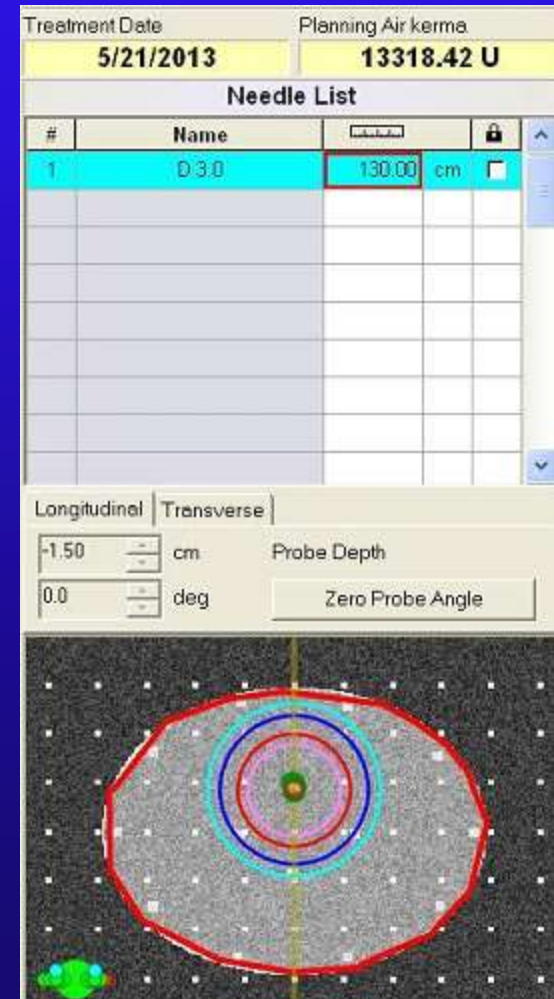 Treatment Date Planning Air kerma
5/21/2013 13318.42 U
Needle List
# Name
1 D 3.0 130.00 cm
Longitudinal Transverse
-1.50 cm Probe Depth
0.0 deg Zero Probe Angle